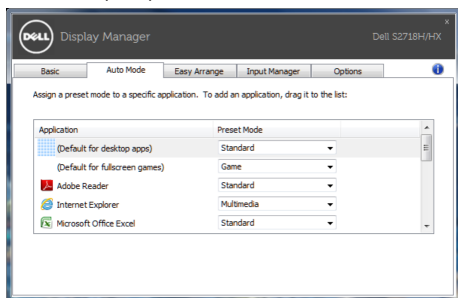 DELL
Display Manager
Dell S2718H/HX
x
Basic
Auto Mode
Easy Arrange
Input Manager
Options
i
Assign a preset mode to a specific application. To add an application, drag it to the list:
Application
Preset Mode
(Default for desktop apps)
Standard
(Default for fullscreen games)
Game
Adobe Reader
Standard
Internet Explorer
Multimedia
Microsoft Office Excel
Standard